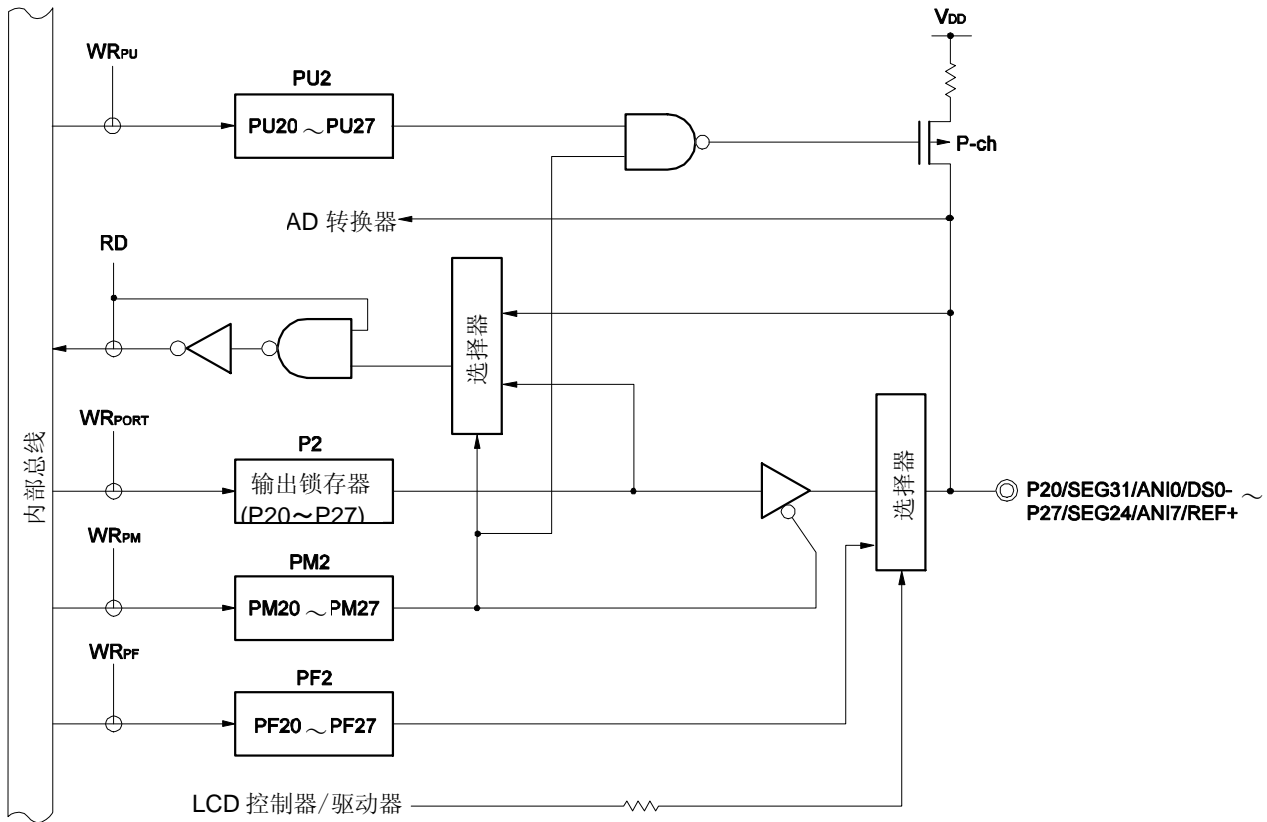 VDD
WRPU
PU2
PU20 ～PU27
P-ch
AD 转换器
RD
选择器
WRPORT
P2
输出锁存器
(P20～P27)
选择器
P20/SEG31/ANI0/DS0- ～
P27/SEG24/ANI7/REF+
内部总线
WRPM
PM2
PM20 ～PM27
WRPF
PF2
PF20 ～PF27
LCD 控制器/驱动器